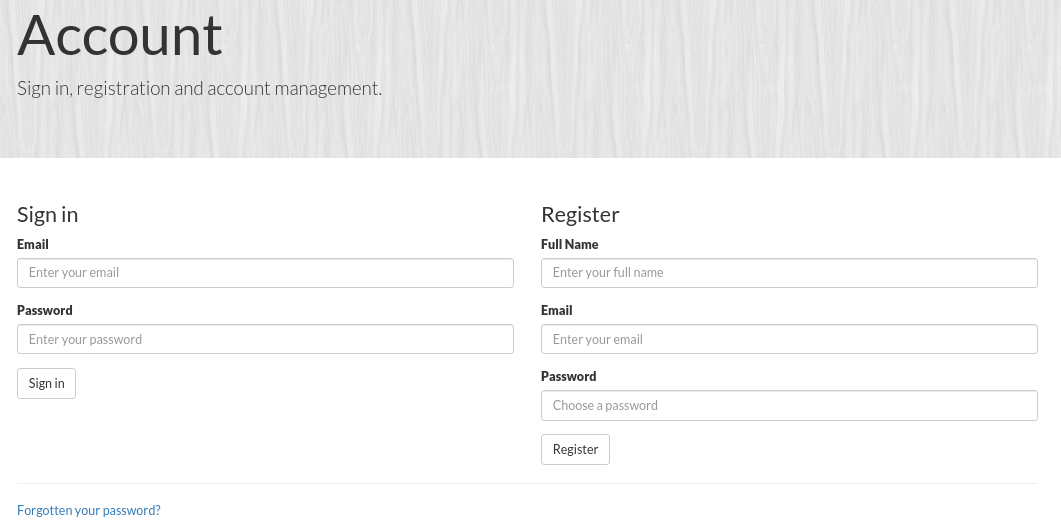 Account
Sign in, registration and account management.
Sign in
Email
Enter your email
Password
Enter your password
Sign in
Register
Full Name
Enter your full name
Email
Enter your email
Password
Choose a password
Register
Forgotten your password?